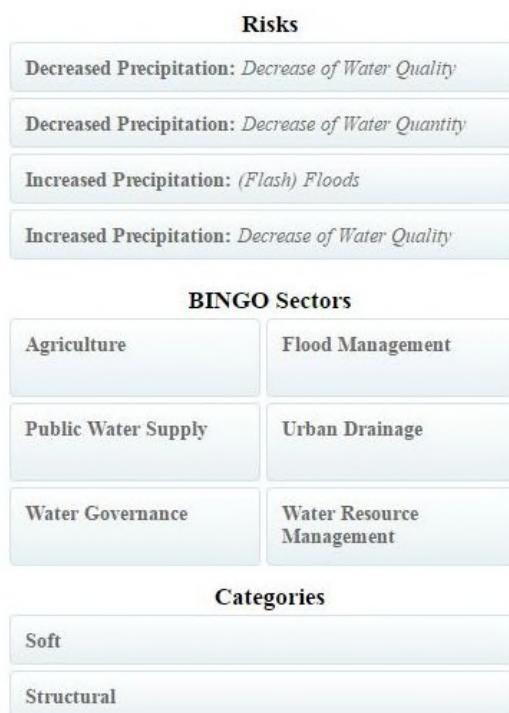 Risks
Decreased Precipitation: Decrease of Water Quality
Decreased Precipitation: Decrease of Water Quantity
Increased Precipitation: (Flash) Floods
Increased Precipitation: Decrease of Water Quality
BINGO Sectors
Agriculture
Flood Management
Public Water Supply
Urban Drainage
Water Governance
Water Resource
Management
Categories
Soft
Structural